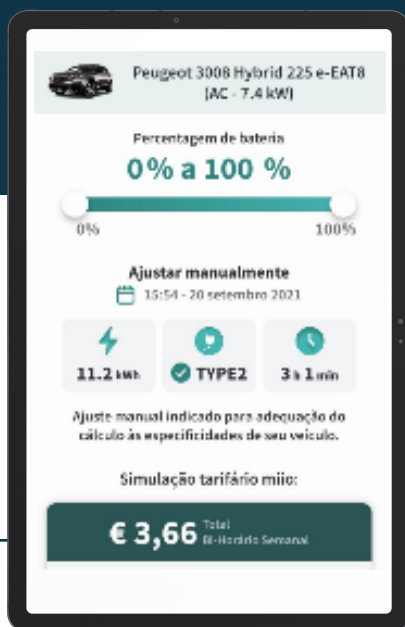 Peugeot 3008 Hybrid 225 e-EAT8
(AC - 7.4 kW)
Percentagem de bateria
0% a 100 %
0%
100%
Ajustar manualmente
15:54 - 20 setembro 2021
11.2 kWh
TYPE2
3 h 1 min
Ajuste manual indicado para adequação do
cálculo às especificidades de seu veículo.
Simulação tarifário miio:
€ 3,66 Total
Bi-Horário Semanal